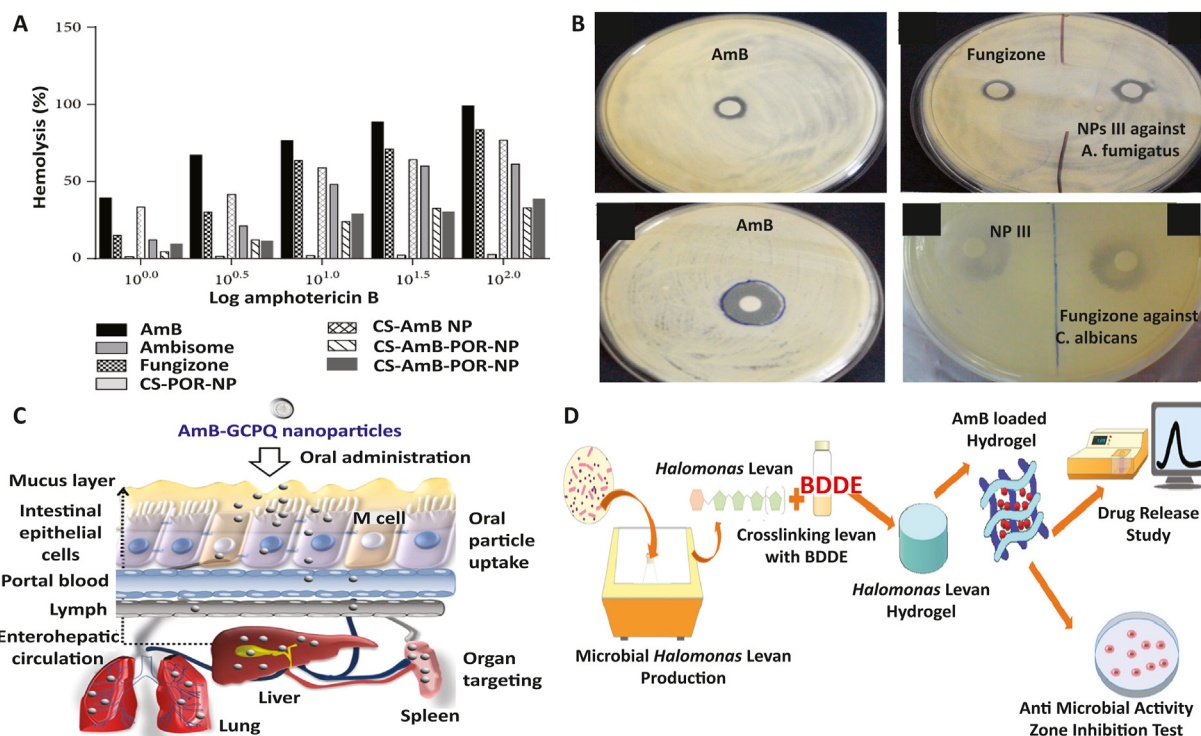 A
150
100
50
0
Hemolysis (%)
10^0.0 10^0.5 10^1.0 10^1.5 10^2.0
Log amphotericin B
AmB
Ambisome
Fungizone
CS-POR-NP
CS-AmB NP
CS-AmB-POR-NP
CS-AmB-POR-NP
B
AmB
Fungizone
NPs III against
A. fumigatus
AmB
NP III
Fungizone against
C. albicans
C
AmB-GCPQ nanoparticles
Oral administration
Mucus layer
Intestinal
epithelial
cells
M cell
Oral
particle
uptake
Portal blood
Lymph
Enterohepatic
circulation
Liver
Lung
Spleen
Organ
targeting
D
Halomonas Levan
BDDE
Crosslinking levan
with BDDE
Microbial Halomonas Levan
Production
Halomonas Levan
Hydrogel
AmB loaded
Hydrogel
Drug Release
Study
Anti Microbial Activity
Zone Inhibition Test